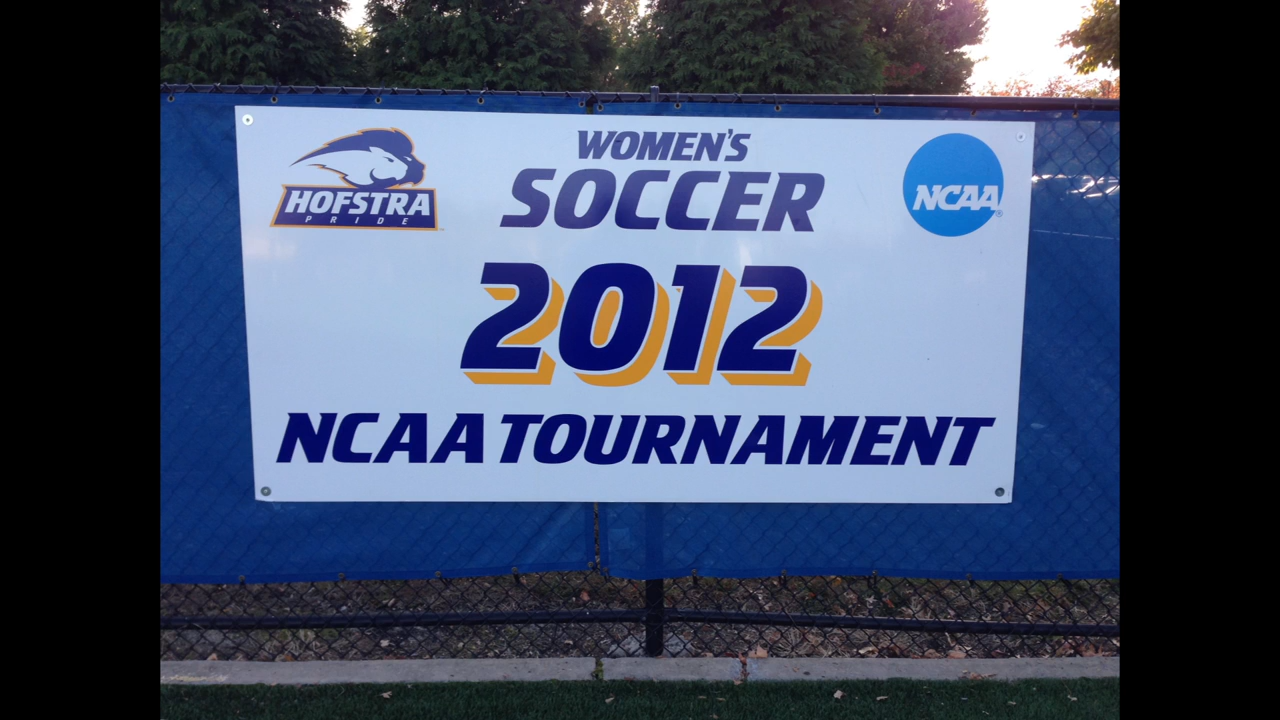 HOFSTRA
PRIDE
WOMEN'S
SOCCER
NCAA
2012
NCAA TOURNAMENT